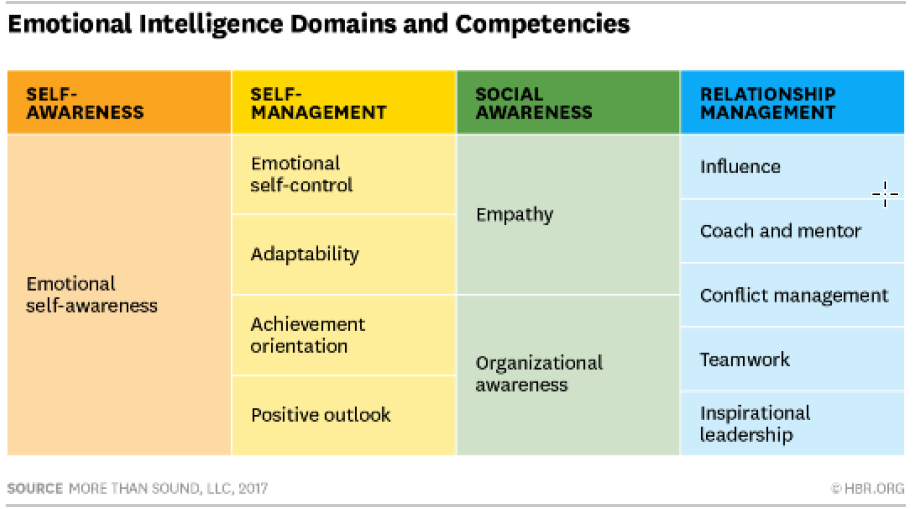 Emotional Intelligence Domains and Competencies
SELF-
AWARENESS
Emotional
self-awareness
SELF-
MANAGEMENT
Emotional
self-control
Adaptability
Achievement
orientation
Positive outlook
SOCIAL
AWARENESS
Empathy
Organizational
awareness
RELATIONSHIP
MANAGEMENT
Influence
Coach and mentor
Conflict management
Teamwork
Inspirational
leadership
SOURCE MORE THAN SOUND, LLC, 2017
© HBR.ORG